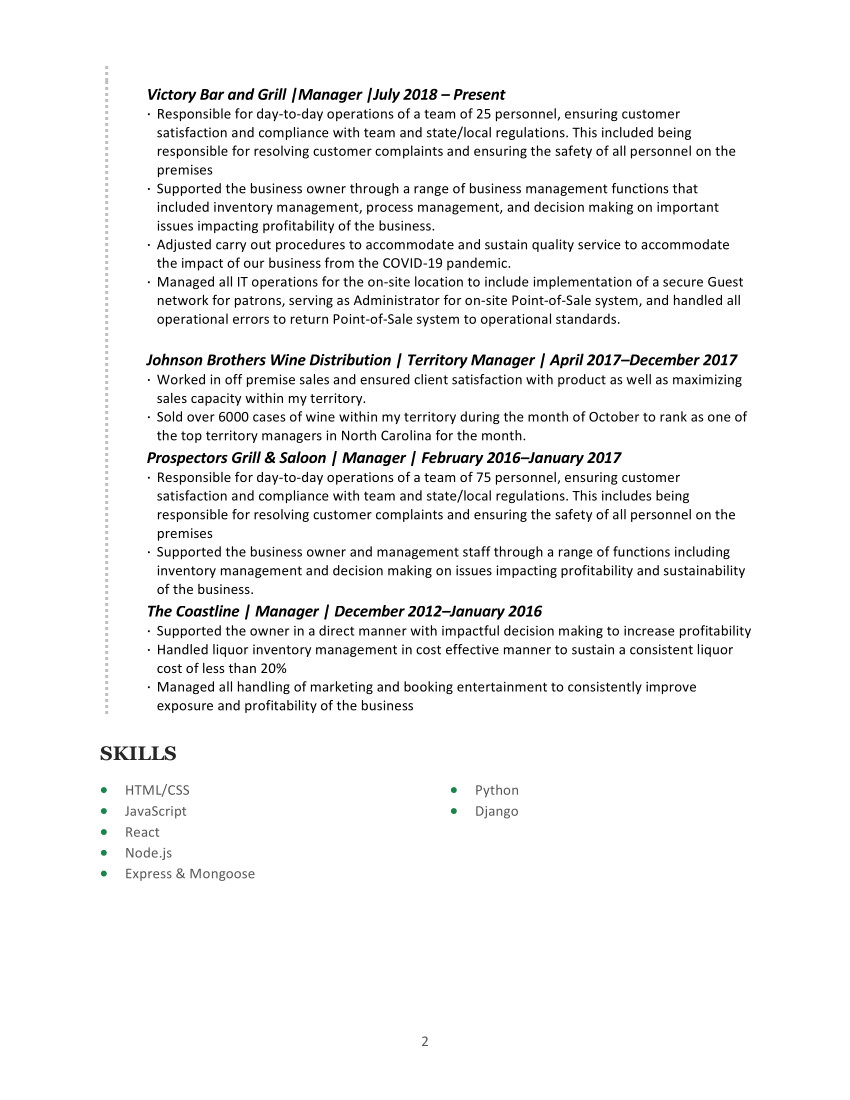 Victory Bar and Grill |Manager |July 2018 – Present
· Responsible for day-to-day operations of a team of 25 personnel, ensuring customer
satisfaction and compliance with team and state/local regulations. This included being
responsible for resolving customer complaints and ensuring the safety of all personnel on the
premises
· Supported the business owner through a range of business management functions that
included inventory management, process management, and decision making on important
issues impacting profitability of the business.
· Adjusted carry out procedures to accommodate and sustain quality service to accommodate
the impact of our business from the COVID-19 pandemic.
· Managed all IT operations for the on-site location to include implementation of a secure Guest
network for patrons, serving as Administrator for on-site Point-of-Sale system, and handled all
operational errors to return Point-of-Sale system to operational standards.
Johnson Brothers Wine Distribution | Territory Manager | April 2017–December 2017
· Worked in off premise sales and ensured client satisfaction with product as well as maximizing
sales capacity within my territory.
· Sold over 6000 cases of wine within my territory during the month of October to rank as one of
the top territory managers in North Carolina for the month.
Prospectors Grill & Saloon | Manager | February 2016–January 2017
· Responsible for day-to-day operations of a team of 75 personnel, ensuring customer
satisfaction and compliance with team and state/local regulations. This includes being
responsible for resolving customer complaints and ensuring the safety of all personnel on the
premises
· Supported the business owner and management staff through a range of functions including
inventory management and decision making on issues impacting profitability and sustainability
of the business.
The Coastline | Manager | December 2012–January 2016
· Supported the owner in a direct manner with impactful decision making to increase profitability
· Handled liquor inventory management in cost effective manner to sustain a consistent liquor
cost of less than 20%
· Managed all handling of marketing and booking entertainment to consistently improve
exposure and profitability of the business
SKILLS
• HTML/CSS
• JavaScript
• React
• Node.js
• Express & Mongoose
• Python
• Django
2